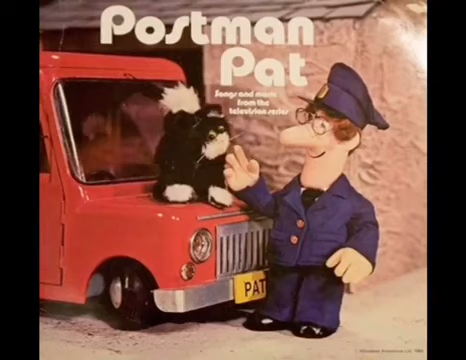 Postman
Pat
Songs and music
from the
television series
PAT